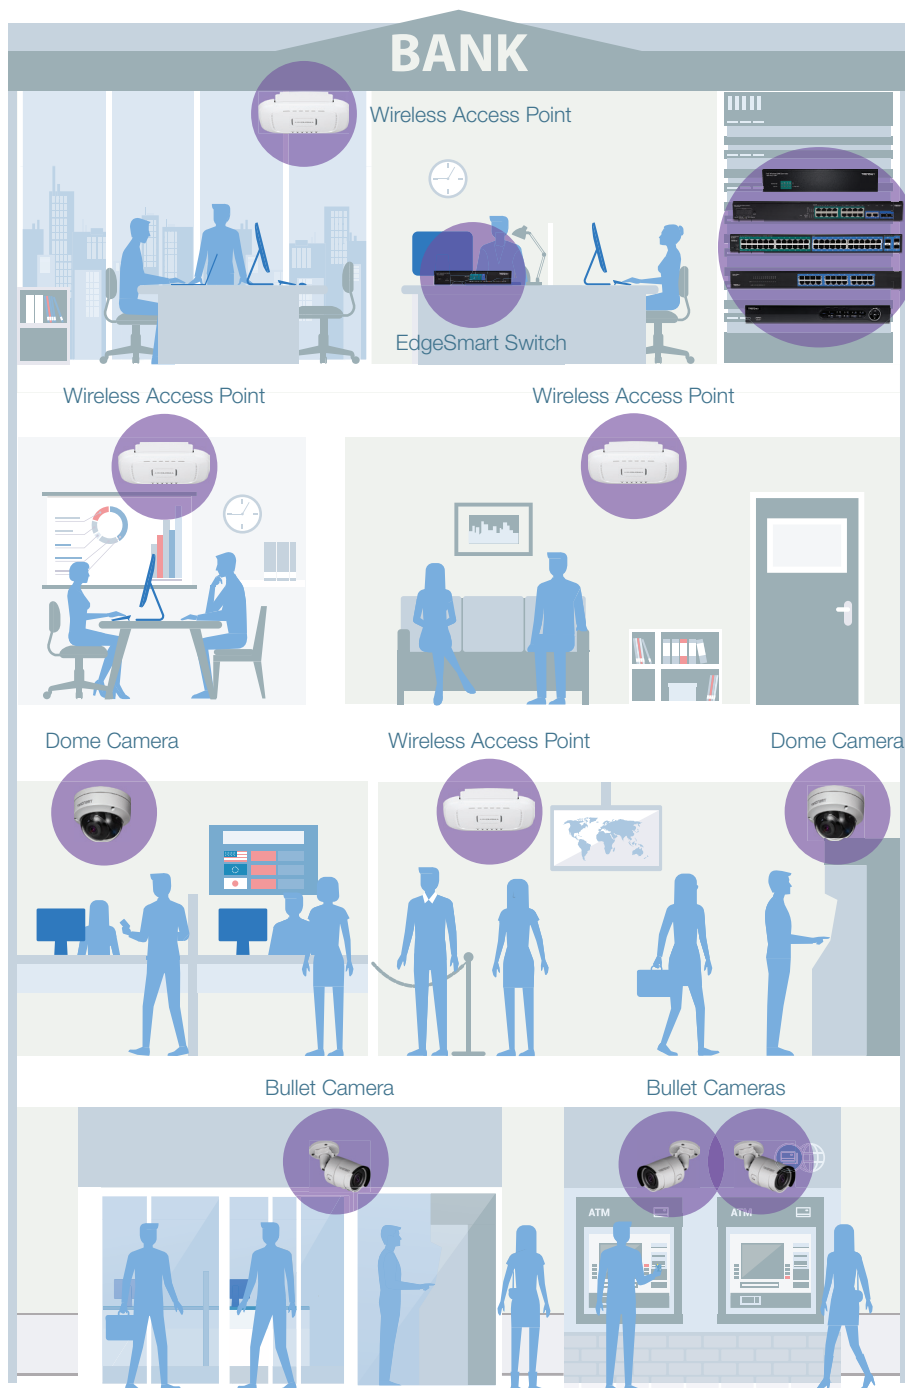 BANK
Wireless Access Point
EdgeSmart Switch
Wireless Access Point
Wireless Access Point
Dome Camera
Wireless Access Point
Dome Camera
Bullet Camera
Bullet Cameras
ATM
ATM